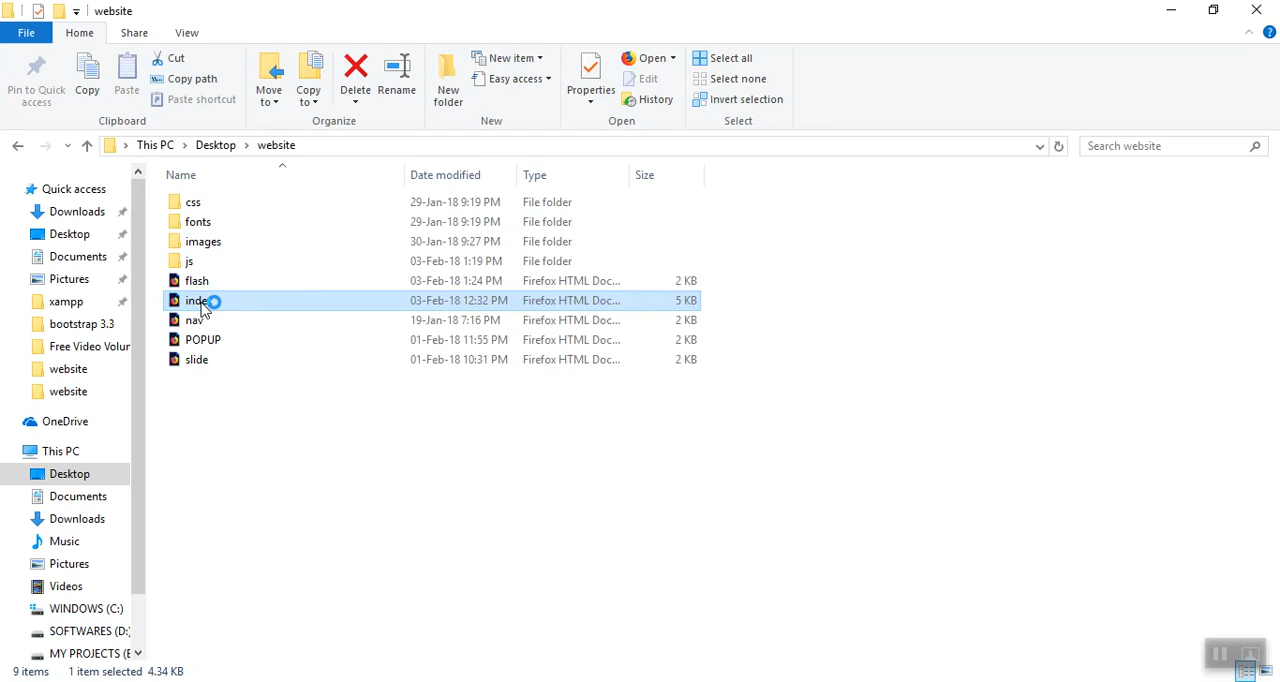 website
File Home Share View
Pin to Quick access
Copy
Paste
Cut
Copy path
Paste shortcut
Clipboard
Move to
Copy to
Delete
Rename
Organize
New folder
New item
Easy access
New
Properties
Open
Edit
History
Open
Select all
Select none
Invert selection
Select
This PC > Desktop > website
Search website
Name Date modified Type Size
css 29-Jan-18 9:19 PM File folder
fonts 29-Jan-18 9:19 PM File folder
images 30-Jan-18 9:27 PM File folder
js 03-Feb-18 1:19 PM File folder
flash 03-Feb-18 1:24 PM Firefox HTML Doc... 2 KB
inde 03-Feb-18 12:32 PM Firefox HTML Doc... 5 KB
nav 19-Jan-18 7:16 PM Firefox HTML Doc... 2 KB
POPUP 01-Feb-18 11:55 PM Firefox HTML Doc... 2 KB
slide 01-Feb-18 10:31 PM Firefox HTML Doc... 2 KB
Quick access
Downloads
Desktop
Documents
Pictures
xampp
bootstrap 3.3
Free Video Volur
website
website
OneDrive
This PC
Desktop
Documents
Downloads
Music
Pictures
Videos
WINDOWS (C:)
SOFTWARES (D:)
MY PROJECTS (E
9 items 1 item selected 4.34 KB